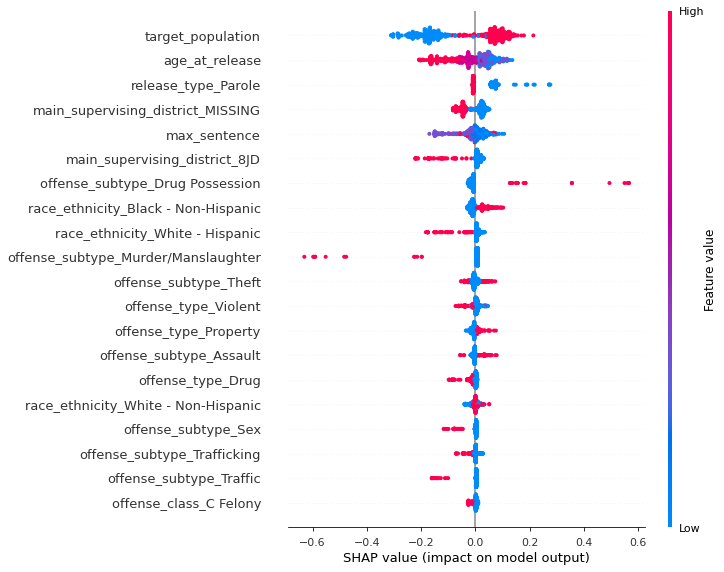 High
target_population
age_at_release
release_type_Parole
main_supervising_district_MISSING
max_sentence
main_supervising_district_8JD
offense_subtype_Drug Possession
race_ethnicity_Black - Non-Hispanic
race_ethnicity_White - Hispanic
offense_subtype_Murder/Manslaughter
offense_subtype_Theft
offense_type_Violent
offense_type_Property
offense_subtype_Assault
offense_type_Drug
race_ethnicity_White - Non-Hispanic
offense_subtype_Sex
offense_subtype_Trafficking
offense_subtype_Traffic
offense_class_C Felony
Feature value
Low
−0.6 −0.4 −0.2 0.0 0.2 0.4 0.6
SHAP value (impact on model output)